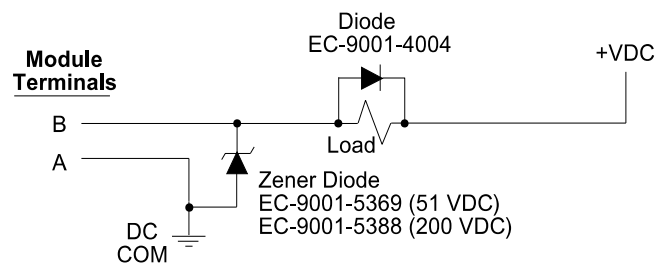 Diode
EC-9001-4004
+VDC
Module
Terminals
B
A
Load
Zener Diode
EC-9001-5369 (51 VDC)
EC-9001-5388 (200 VDC)
DC
COM